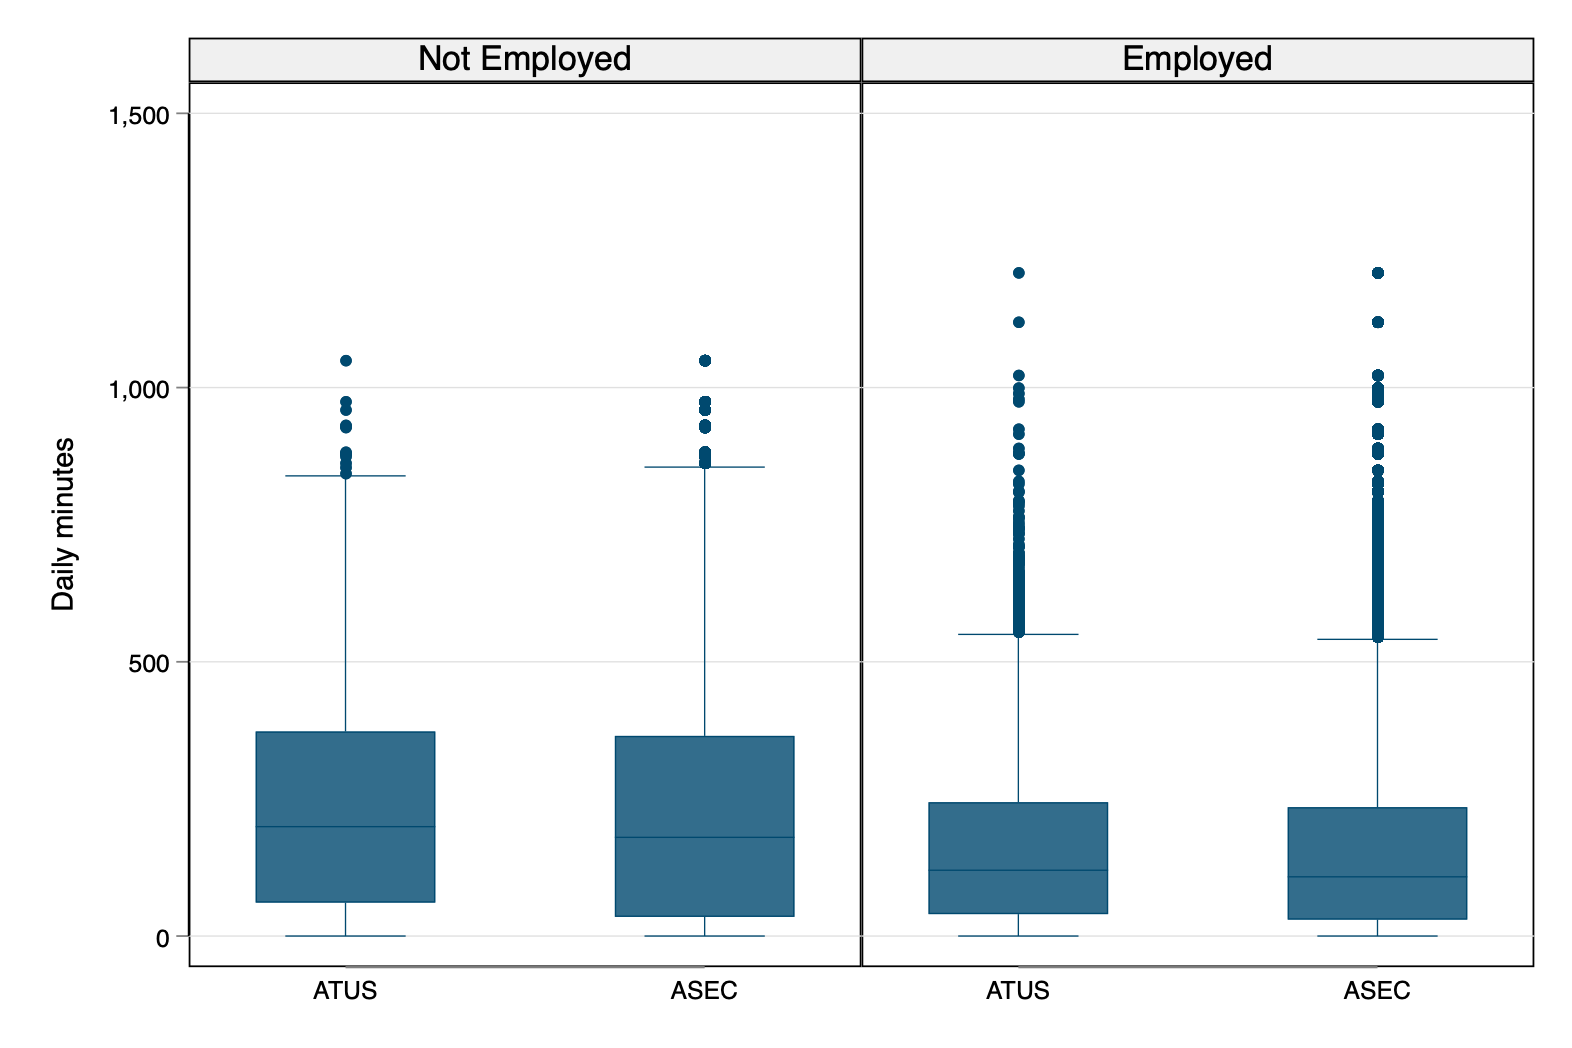 Not Employed
Employed
1,500
1,000
500
0
Daily minutes
ATUS
ASEC
ATUS
ASEC